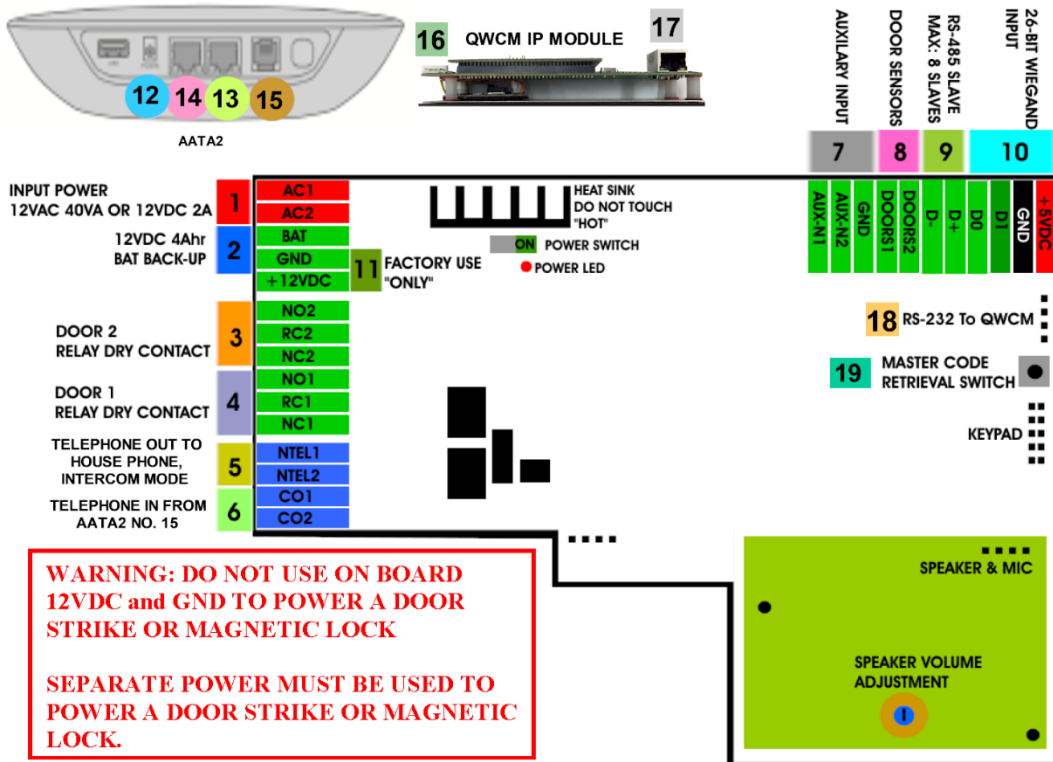 16
QWCM IP MODULE
17
12
14
13
15
AATA2
AUXILARY INPUT
DOOR SENSORS
RS-485 SLAVE
MAX: 8 SLAVES
26-BIT: WIEGAND
INPUT
7
8
9
10
AUX-N1
AUX-N2
GND
DOORS1
DOORS2
D-
D+
D0
D1
GND
+5VDC
INPUT POWER
12VAC 40VA OR 12VDC 2A
1
AC1
AC2
12VDC 4Ahr
BAT BACK-UP
2
BAT
GND
+12VDC
11
FACTORY USE
"ONLY"
HEAT SINK
DO NOT TOUCH
"HOT"
ON
POWER SWITCH
POWER LED
DOOR 2
RELAY DRY CONTACT
3
NO2
RC2
NC2
DOOR 1
RELAY DRY CONTACT
4
NO1
RC1
NC1
TELEPHONE OUT TO
HOUSE PHONE,
INTERCOM MODE
5
NTEL1
NTEL2
TELEPHONE IN FROM
AATA2 NO. 15
6
CO1
CO2
18
RS-232 To QWCM
19
MASTER CODE
RETRIEVAL SWITCH
KEYPAD
WARNING: DO NOT USE ON BOARD
12VDC and GND TO POWER A DOOR
STRIKE OR MAGNETIC LOCK
SEPARATE POWER MUST BE USED TO
POWER A DOOR STRIKE OR MAGNETIC
LOCK.
SPEAKER & MIC
SPEAKER VOLUME
ADJUSTMENT